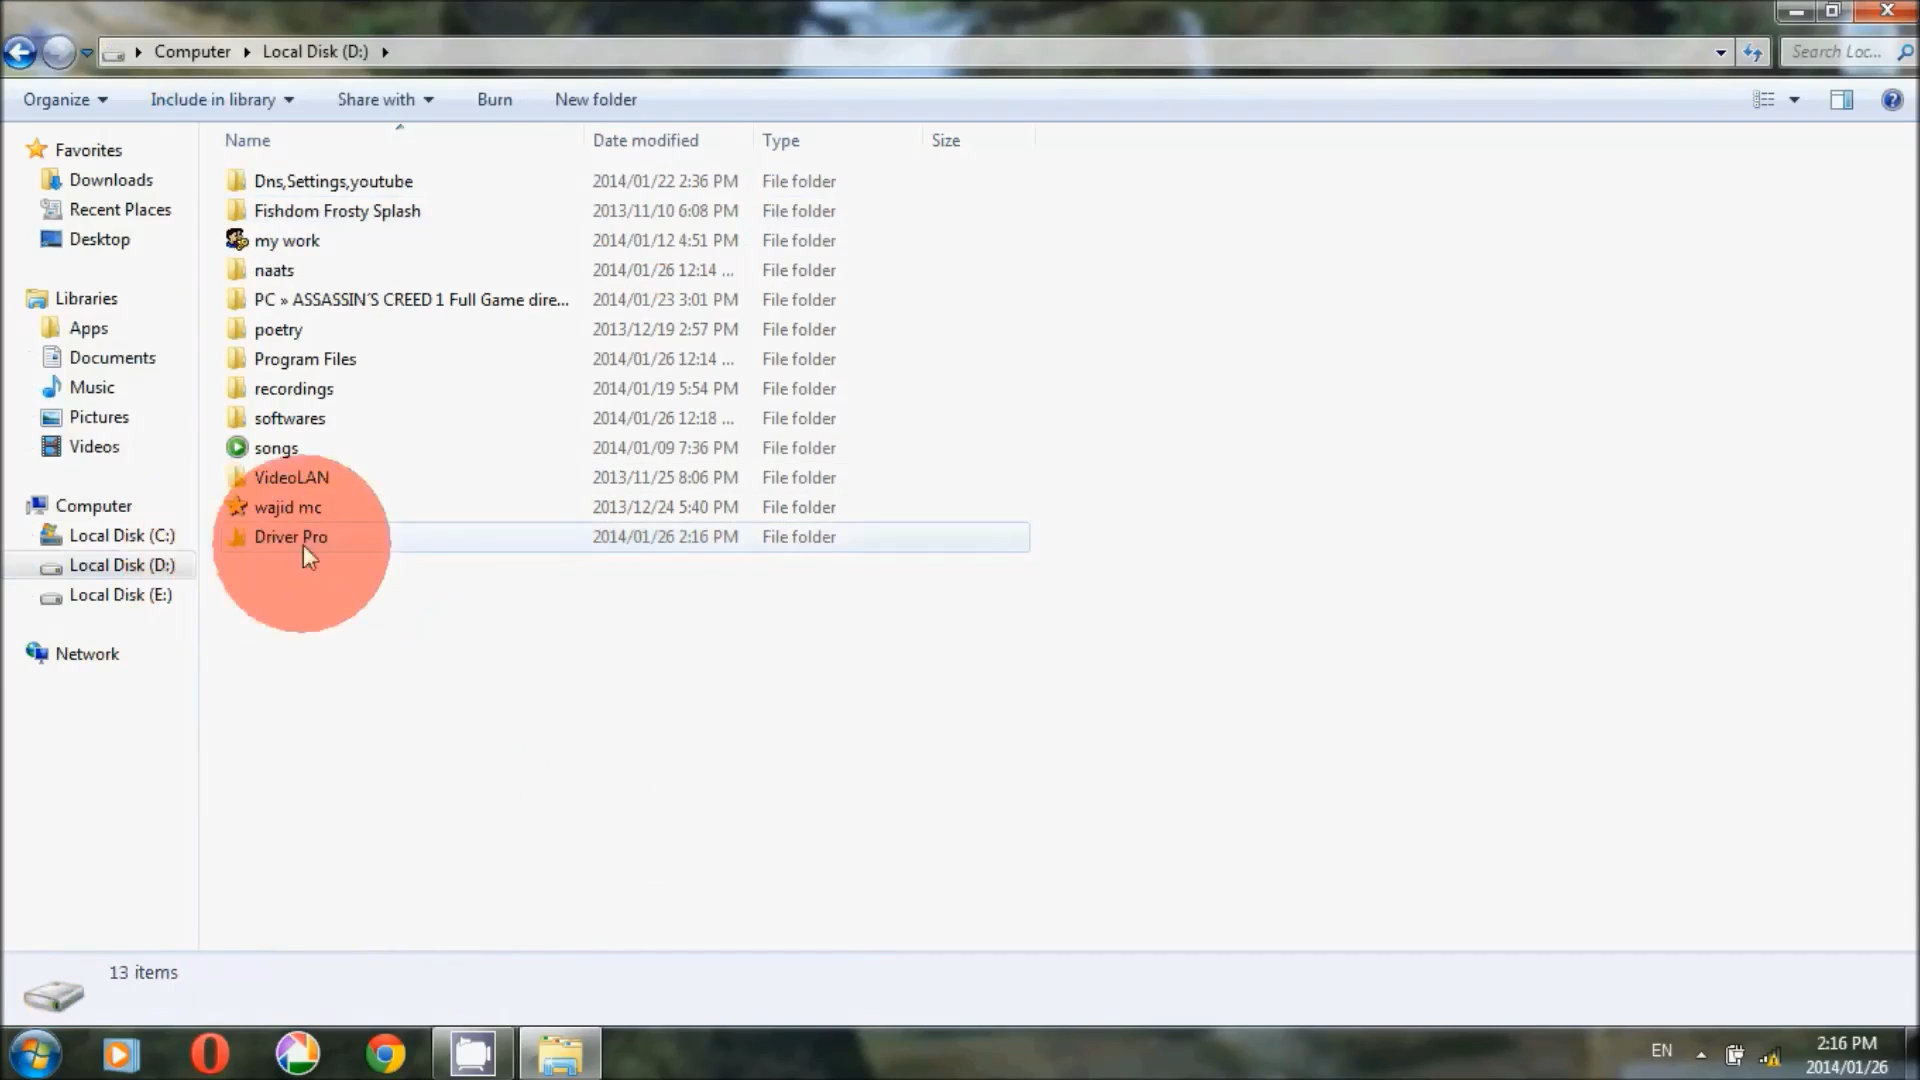 Computer Local Disk (D:)
Search Loc...
Organize Include in library Share with Burn New folder
Name Date modified Type Size
Favorites
Downloads
Recent Places
Desktop
Libraries
Apps
Documents
Music
Pictures
Videos
Computer
Local Disk (C:)
Local Disk (D:)
Local Disk (E:)
Network
Dns,Settings,youtube 2014/01/22 2:36 PM File folder
Fishdom Frosty Splash 2013/11/10 6:08 PM File folder
my work 2014/01/12 4:51 PM File folder
naats 2014/01/26 12:14 ... File folder
PC » ASSASSIN´S CREED 1 Full Game dire... 2014/01/23 3:01 PM File folder
poetry 2013/12/19 2:57 PM File folder
Program Files 2014/01/26 12:14 ... File folder
recordings 2014/01/19 5:54 PM File folder
softwares 2014/01/26 12:18 ... File folder
songs 2014/01/09 7:36 PM File folder
VideoLAN 2013/11/25 8:06 PM File folder
wajid mc 2013/12/24 5:40 PM File folder
Driver Pro 2014/01/26 2:16 PM File folder
13 items
EN
2:16 PM
2014/01/26